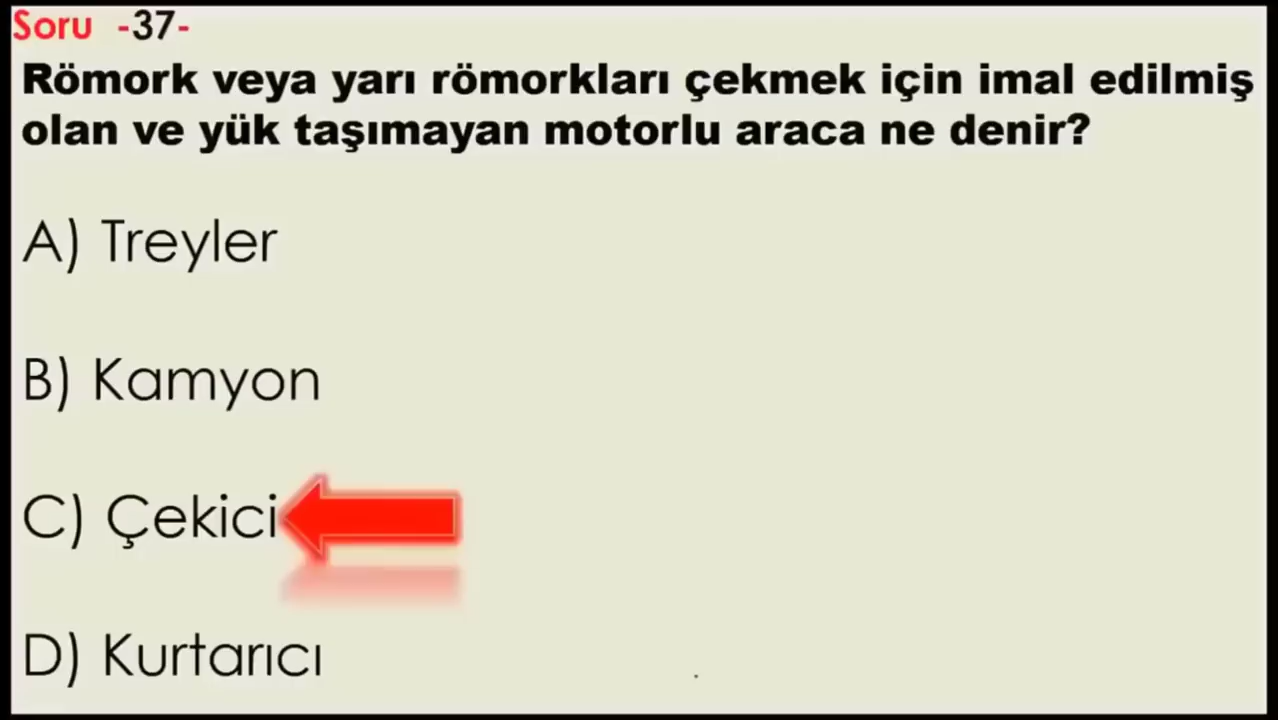 Soru -37-
Römork veya yarı römorkları çekmek için imal edilmiş
olan ve yük taşımayan motorlu araca ne denir?
A) Treyler
B) Kamyon
C) Çekici
D) Kurtarıcı